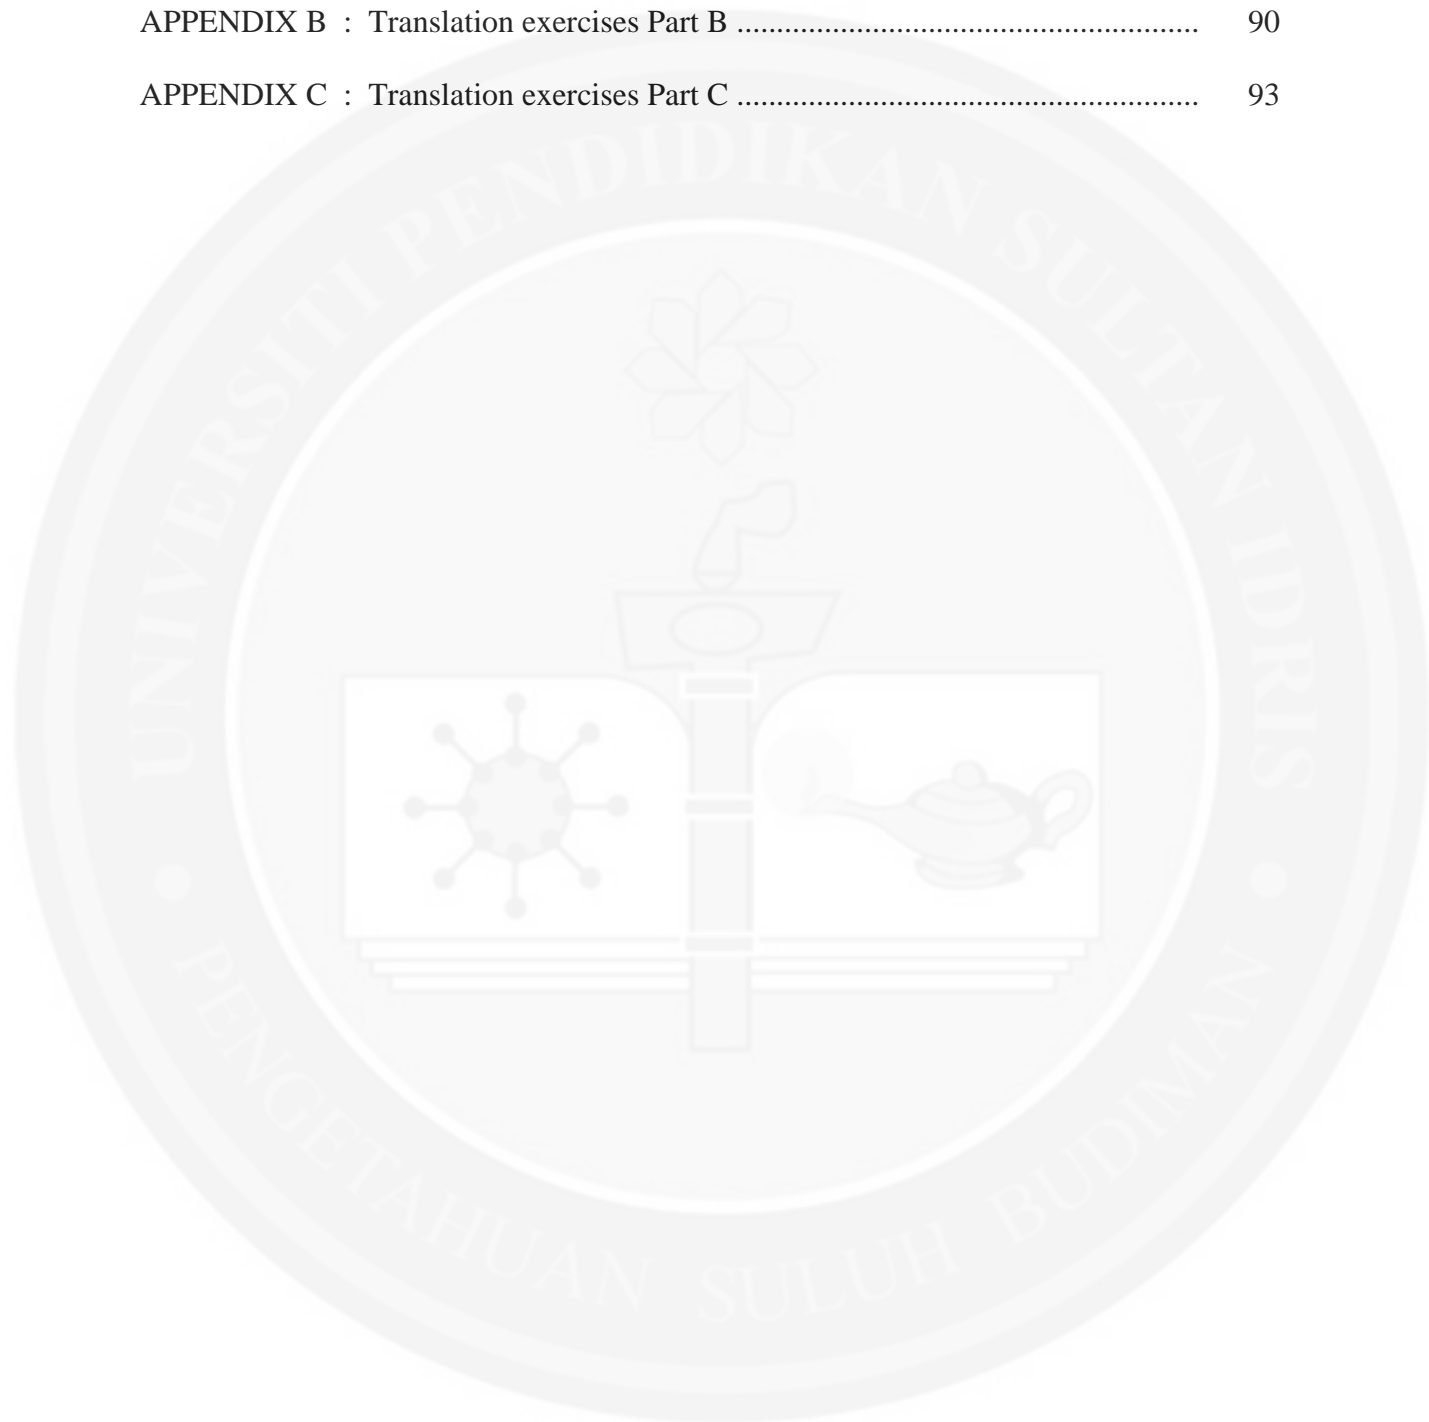 APPENDIX B : Translation exercises Part B ........................................................... 90
APPENDIX C : Translation exercises Part C ........................................................... 93
UNIVERSITI PENDIDIKAN SULTAN IDRIS
PENGETAHUAN SULUH BUDIMAN